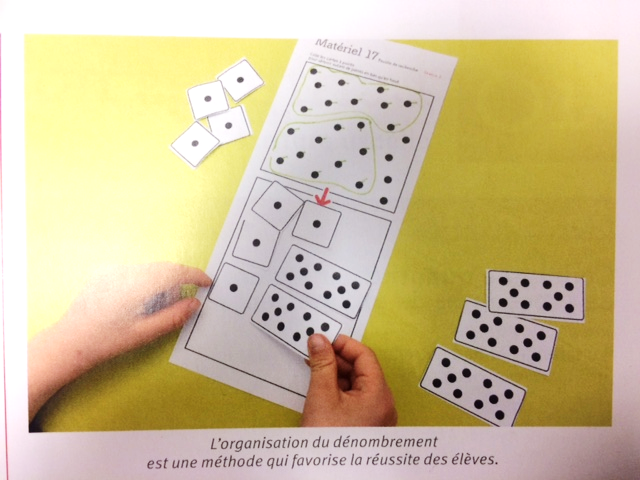 Matériel 17
L'organisation du dénombrement
est une méthode qui favorise la réussite des élèves.